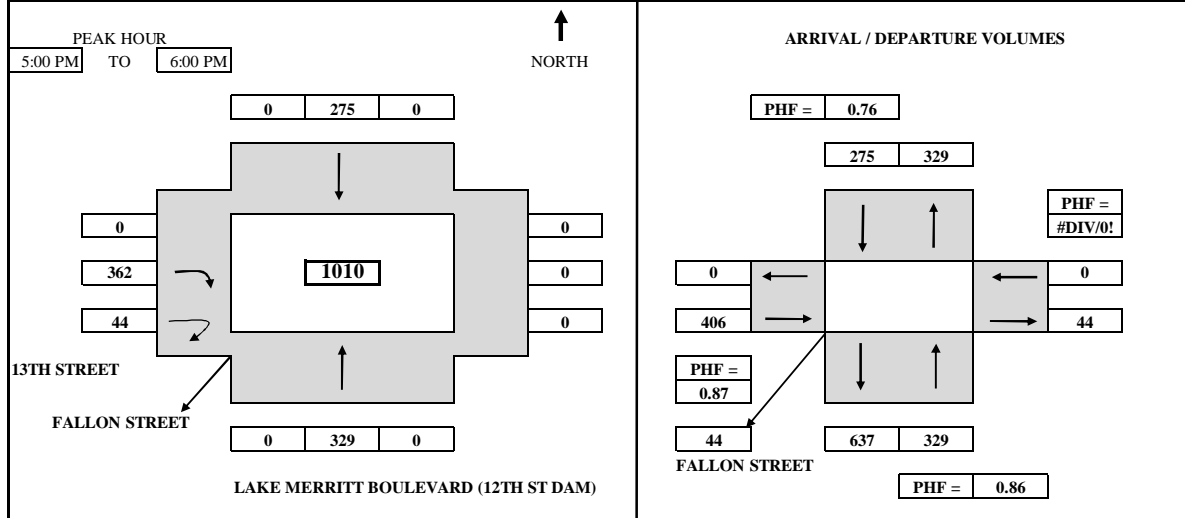 PEAK HOUR
5:00 PM TO 6:00 PM
NORTH
0 275 0
0
362
44
1010
0
0
0
13TH STREET
FALLON STREET
0 329 0
LAKE MERRITT BOULEVARD (12TH ST DAM)
ARRIVAL / DEPARTURE VOLUMES
PHF = 0.76
275 329
PHF =
#DIV/0!
0 0
406 44
PHF =
0.87
44 637 329
FALLON STREET
PHF = 0.86